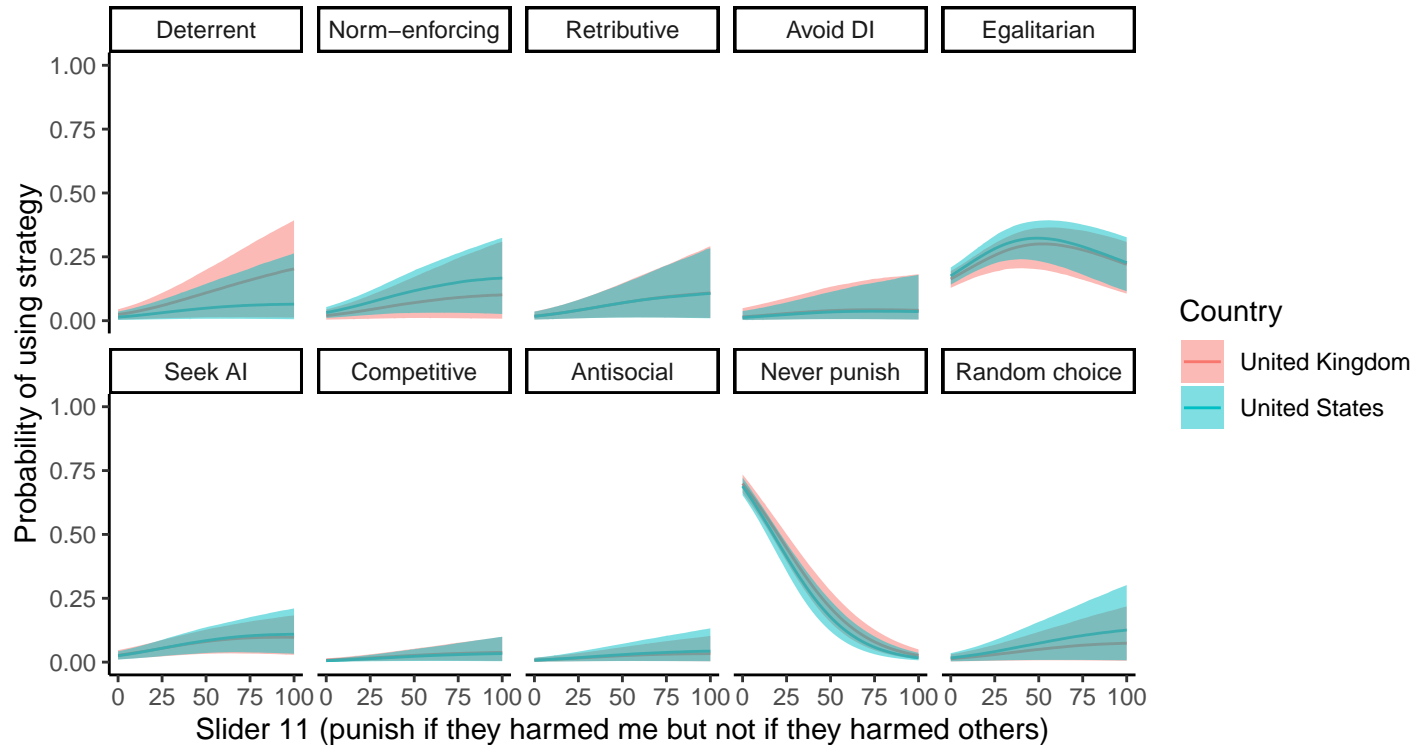 Deterrent Norm−enforcing Retributive Avoid DI Egalitarian
1.00
0.75
0.50
0.25
0.00
Seek AI Competitive Antisocial Never punish Random choice
1.00
0.75
0.50
0.25
0.00
0 25 50 75 100 0 25 50 75 100 0 25 50 75 100 0 25 50 75 100 0 25 50 75 100
Slider 11 (punish if they harmed me but not if they harmed others)
Probability of using strategy
Country
United Kingdom
United States